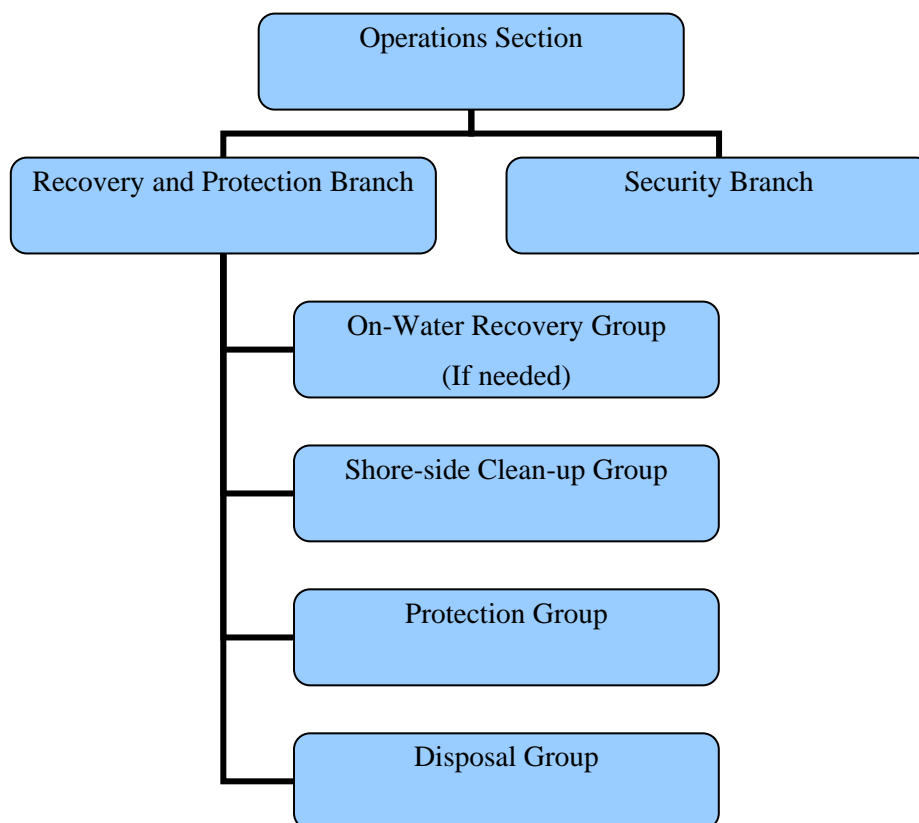 Operations Section
Recovery and Protection Branch
Security Branch
On-Water Recovery Group
(If needed)
Shore-side Clean-up Group
Protection Group
Disposal Group